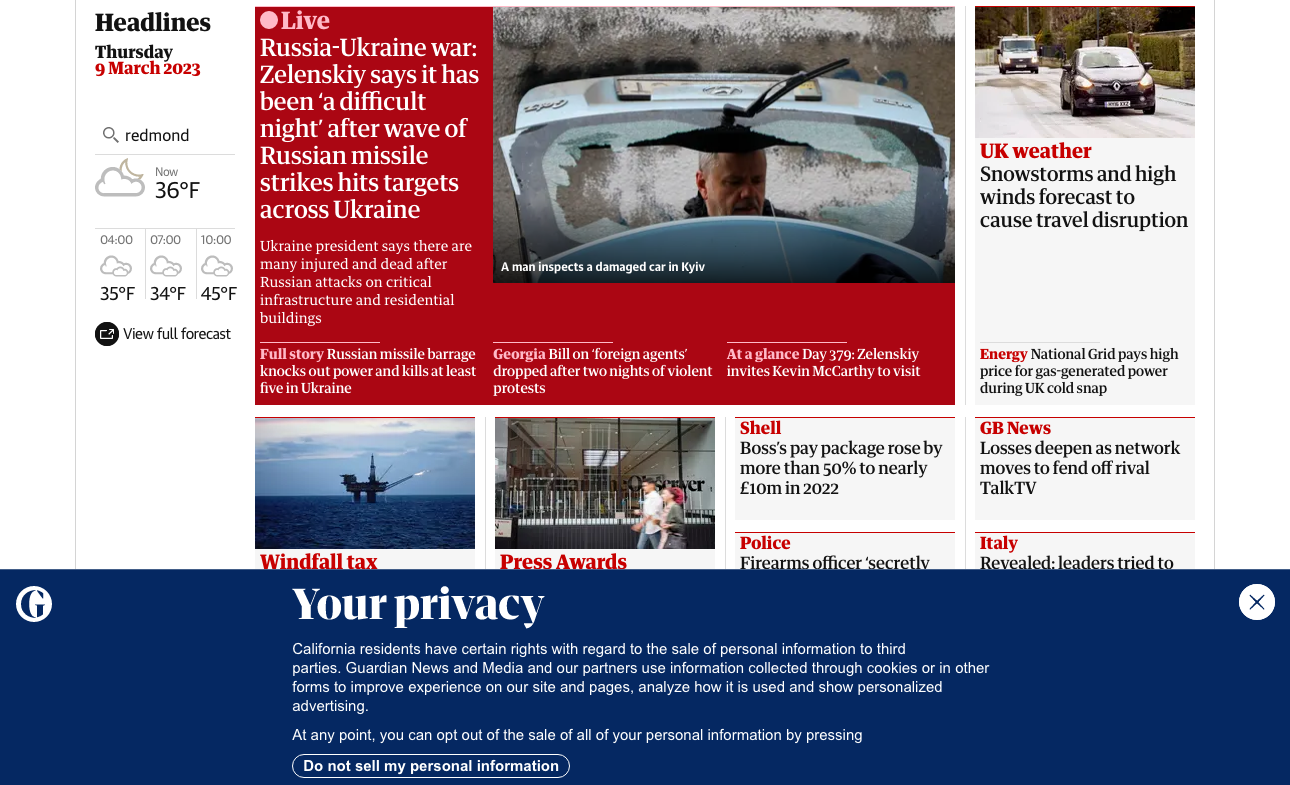 Headlines
Thursday
9 March 2023
redmond
Now
36°F
04:00
35°F
07:00
34°F
10:00
45°F
View full forecast
Live
Russia-Ukraine war:
Zelenskiy says it has
been ‘a difficult
night’ after wave of
Russian missile
strikes hits targets
across Ukraine
Ukraine president says there are
many injured and dead after
Russian attacks on critical
infrastructure and residential
buildings
A man inspects a damaged car in Kyiv
Full story Russian missile barrage
knocks out power and kills at least
five in Ukraine
Georgia Bill on ‘foreign agents’
dropped after two nights of violent
protests
At a glance Day 379: Zelenskiy
invites Kevin McCarthy to visit
UK weather
Snowstorms and high
winds forecast to
cause travel disruption
Energy National Grid pays high
price for gas-generated power
during UK cold snap
Windfall tax
Observer
Press Awards
Shell
Boss’s pay package rose by
more than 50% to nearly
£10m in 2022
Police
Firearms officer ‘secretly
GB News
Losses deepen as network
moves to fend off rival
TalkTV
Italy
Revealed: leaders tried to
Your privacy
California residents have certain rights with regard to the sale of personal information to third
parties. Guardian News and Media and our partners use information collected through cookies or in other
forms to improve experience on our site and pages, analyze how it is used and show personalized
advertising.
At any point, you can opt out of the sale of all of your personal information by pressing
Do not sell my personal information